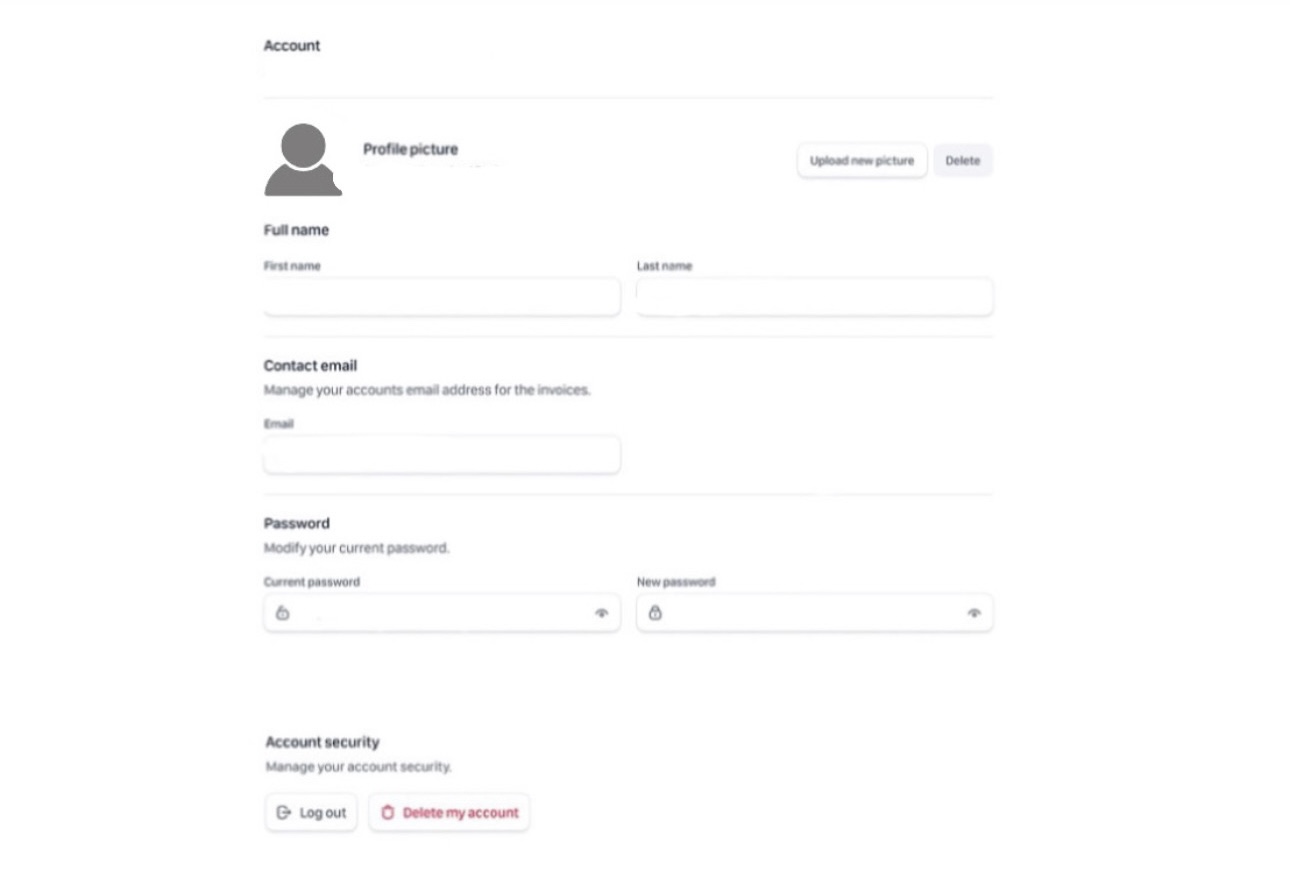 Account
Profile picture
Upload new picture
Delete
Full name
First name
Last name
Contact email
Manage your accounts email address for the invoices.
Email
Password
Modify your current password.
Current password
New password
Account security
Manage your account security.
Log out
Delete my account